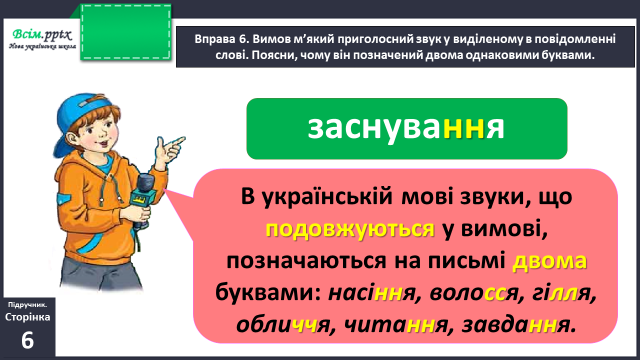 Всім.pptx
Нова українська школа
Вправа 6. Вимов м’який приголосний звук у виділеному в повідомленні
слові. Поясни, чому він позначений двома однаковими буквами.
заснування
В українській мові звуки, що
подовжуються у вимові,
позначаються на письмі двома
буквами: насіння, волосся, гілля,
обличчя, читання, завдання.
Підручник.
Сторінка
6